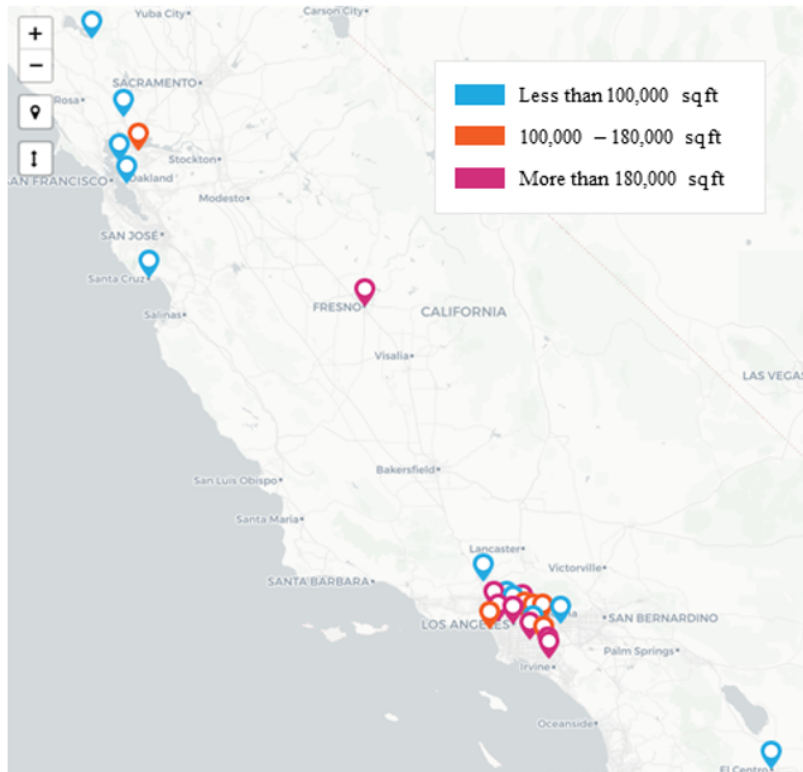 Yuba City
Carson City
+
−
SACRAMENTO
Rosa
Stockton
Oakland
SAN FRANCISCO
Modesto
SAN JOSÉ
Santa Cruz
Salinas
FRESNO
CALIFORNIA
Visalia
LAS VEGAS
Bakersfield
San Luis Obispo
Santa Maria
Lancaster
Victorville
SANTA BARBARA
LOS ANGELES
SAN BERNARDINO
Palm Springs
Irvine
Oceanside
El Centro
Less than 100,000 sqft
100,000 – 180,000 sqft
More than 180,000 sqft